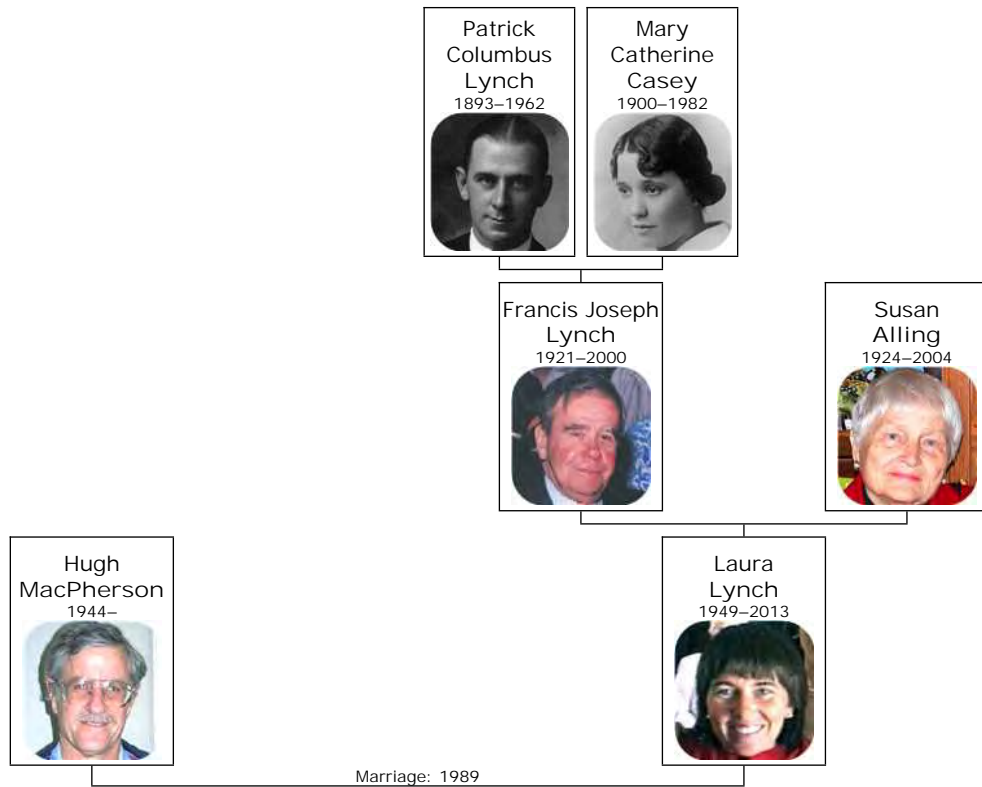 Patrick
Columbus
Lynch
1893–1962
Mary
Catherine
Casey
1900–1982
Francis Joseph
Lynch
1921–2000
Susan
Alling
1924–2004
Hugh
MacPherson
1944–
Laura
Lynch
1949–2013
Marriage: 1989